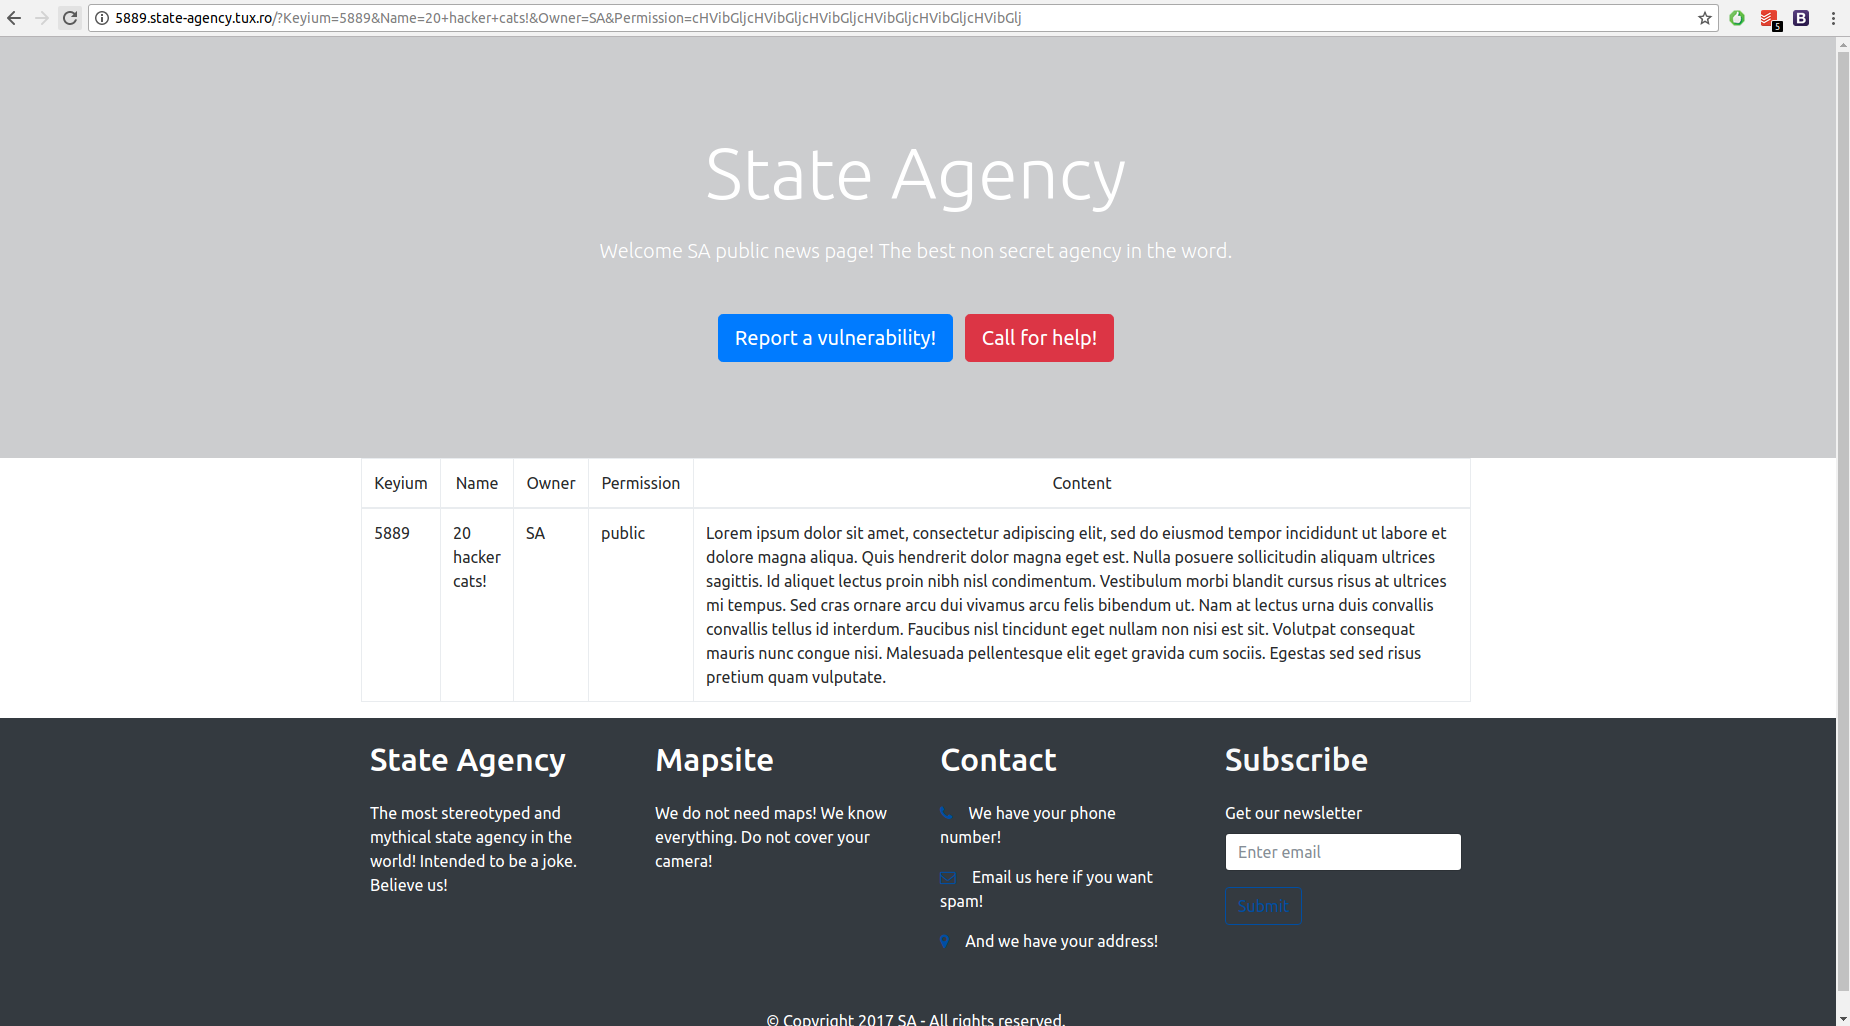 5889.state-agency.tux.ro/?Keyium=5889&Name=20+hacker+cats!&Owner=SA&Permission=cHVibGljcHVibGljcHVibGljcHVibGljcHVibGljcHVibGlj
5
B
State Agency
Welcome SA public news page! The best non secret agency in the word.
Report a vulnerability! Call for help!
Keyium Name Owner Permission Content
5889 20 hacker cats! SA public
Lorem ipsum dolor sit amet, consectetur adipiscing elit, sed do eiusmod tempor incididunt ut labore et
dolore magna aliqua. Quis hendrerit dolor magna eget est. Nulla posuere sollicitudin aliquam ultrices
sagittis. Id aliquet lectus proin nibh nisl condimentum. Vestibulum morbi blandit cursus risus at ultrices
mi tempus. Sed cras ornare arcu dui vivamus arcu felis bibendum ut. Nam at lectus urna duis convallis
convallis tellus id interdum. Faucibus nisl tincidunt eget nullam non nisi est sit. Volutpat consequat
mauris nunc congue nisi. Malesuada pellentesque elit eget gravida cum sociis. Egestas sed sed risus
pretium quam vulputate.
State Agency
The most stereotyped and
mythical state agency in the
world! Intended to be a joke.
Believe us!
Mapsite
We do not need maps! We know
everything. Do not cover your
camera!
Contact
We have your phone
number!
Email us here if you want
spam!
And we have your address!
Subscribe
Get our newsletter
Enter email
Submit
© Copyright 2017 SA - All rights reserved.